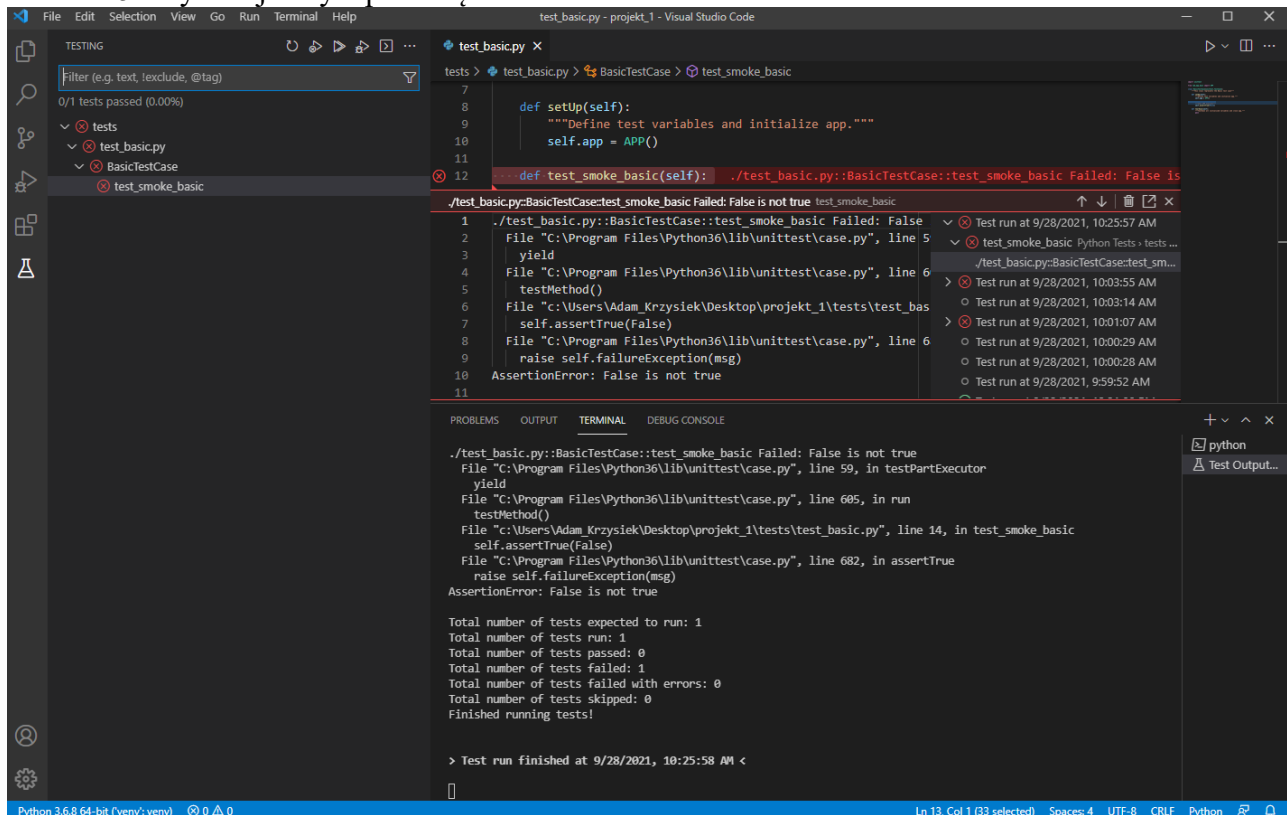 File Edit Selection View Go Run Terminal Help
test_basic.py - projekt_1 - Visual Studio Code
TESTING
Filter (e.g. text, !exclude, @tag)
0/1 tests passed (0.00%)
tests
test_basic.py
BasicTestCase
test_smoke_basic
test_basic.py
tests > test_basic.py > BasicTestCase > test_smoke_basic
7
8 def setUp(self):
9 """Define test variables and initialize app."""
10 self.app = APP()
11
12 ····def·test_smoke_basic(self): ./test_basic.py::BasicTestCase::test_smoke_basic Failed: False is
./test_basic.py::BasicTestCase::test_smoke_basic Failed: False is not true test_smoke_basic
1 ./test_basic.py::BasicTestCase::test_smoke_basic Failed: False
2 File "C:\Program Files\Python36\lib\unittest\case.py", line 5
3 yield
4 File "C:\Program Files\Python36\lib\unittest\case.py", line 6
5 testMethod()
6 File "c:\Users\Adam_Krzysiek\Desktop\projekt_1\tests\test_bas
7 self.assertTrue(False)
8 File "C:\Program Files\Python36\lib\unittest\case.py", line 6
9 raise self.failureException(msg)
10 AssertionError: False is not true
11
Test run at 9/28/2021, 10:25:57 AM
test_smoke_basic Python Tests › tests ...
./test_basic.py::BasicTestCase::test_sm...
Test run at 9/28/2021, 10:03:55 AM
Test run at 9/28/2021, 10:03:14 AM
Test run at 9/28/2021, 10:01:07 AM
Test run at 9/28/2021, 10:00:29 AM
Test run at 9/28/2021, 10:00:28 AM
Test run at 9/28/2021, 9:59:52 AM
PROBLEMS OUTPUT TERMINAL DEBUG CONSOLE
python
Test Output...
./test_basic.py::BasicTestCase::test_smoke_basic Failed: False is not true
File "C:\Program Files\Python36\lib\unittest\case.py", line 59, in testPartExecutor
yield
File "C:\Program Files\Python36\lib\unittest\case.py", line 605, in run
testMethod()
File "c:\Users\Adam_Krzysiek\Desktop\projekt_1\tests\test_basic.py", line 14, in test_smoke_basic
self.assertTrue(False)
File "C:\Program Files\Python36\lib\unittest\case.py", line 682, in assertTrue
raise self.failureException(msg)
AssertionError: False is not true
Total number of tests expected to run: 1
Total number of tests run: 1
Total number of tests passed: 0
Total number of tests failed: 1
Total number of tests failed with errors: 0
Total number of tests skipped: 0
Finished running tests!
> Test run finished at 9/28/2021, 10:25:58 AM <
Python 3.6.8 64-bit ('venv': venv) 0 0 Ln 13, Col 1 (33 selected) Spaces: 4 UTF-8 CRLF Python